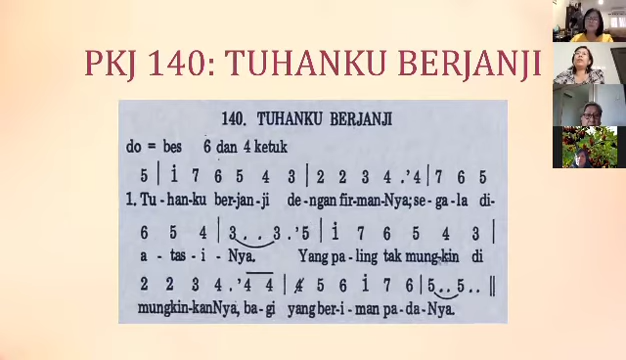 PKJ 140: TUHANKU BERJANJI
140. TUHANKU BERJANJI
do = bes 6 dan 4 ketuk
5 | i 7 6 5 4 3 | 2 2 3 4 .'4 | 7 6 5
1. Tu - han-ku ber-jan-ji de-ngan fir-man-Nya; se-ga-la di-
6 5 4 | 3 . . 3 .'5 | i 7 6 5 4 3 |
a - tas - i - Nya. Yang pa - ling tak mung-kin di
2 2 3 4 .'4 4 | 4 5 6 i 7 6 | 5 . . 5 . . ||
mungkin-kanNya, ba - gi yang ber-i - man pa-da-Nya.